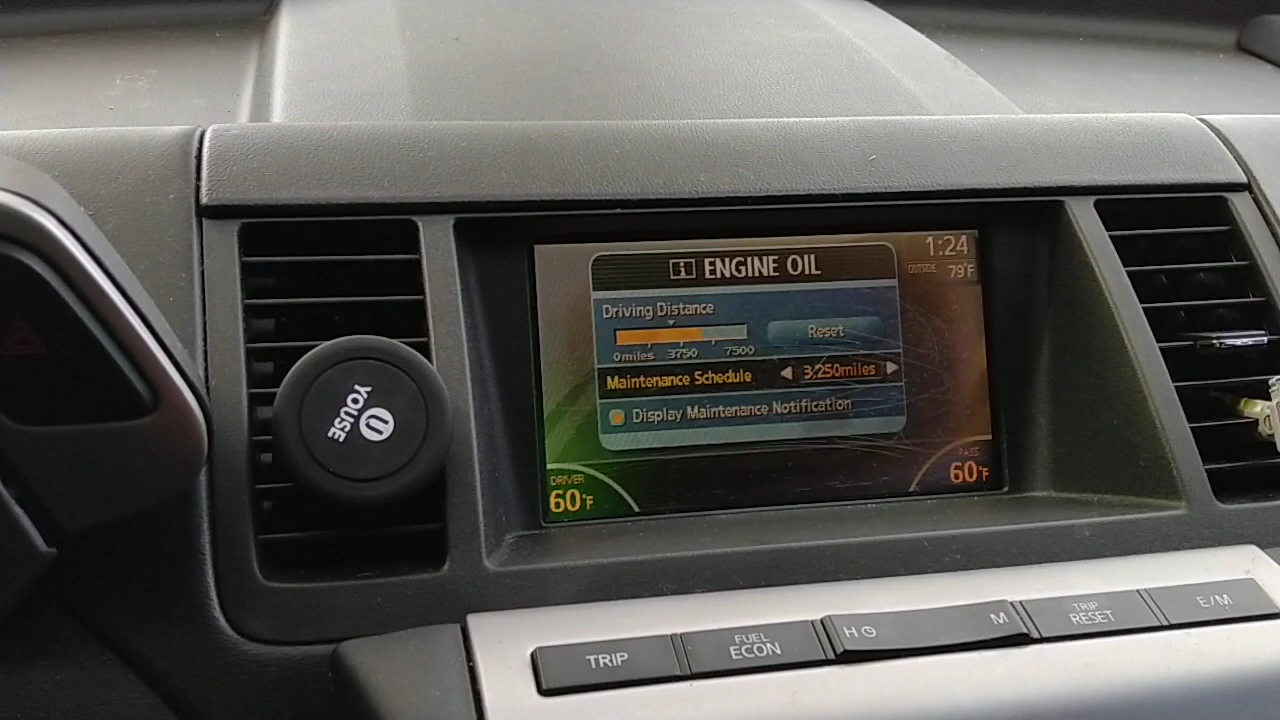 1:24
OUTSIDE 79°F
i ENGINE OIL
Driving Distance
Reset
0miles 3750 7500
Maintenance Schedule 3,250miles
Display Maintenance Notification
DRIVER
60°F
PASS
60°F
U
YOUSE
TRIP
FUEL
ECON
H M
TRIP
RESET
E/M